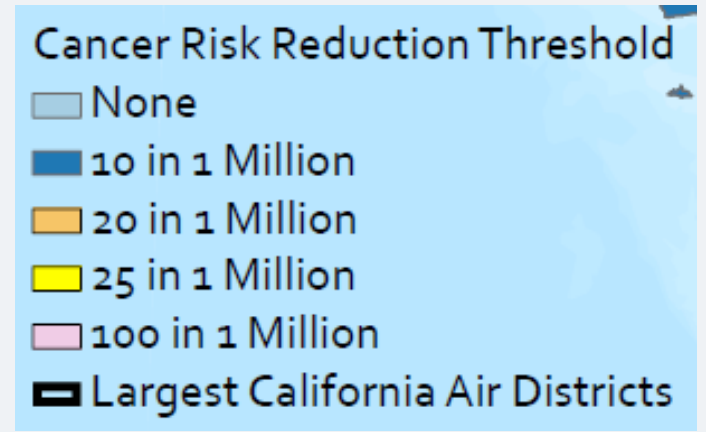 Cancer Risk Reduction Threshold
None
10 in 1 Million
20 in 1 Million
25 in 1 Million
100 in 1 Million
Largest California Air Districts